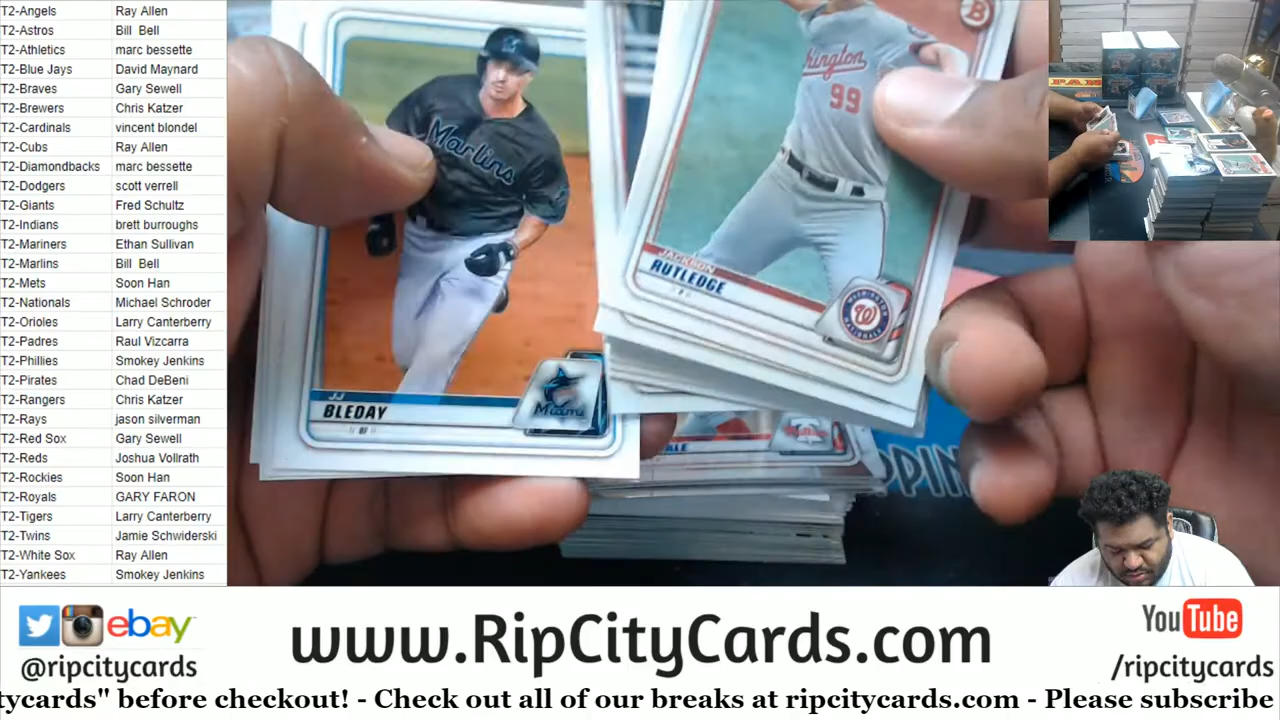 T2-Angels Ray Allen
T2-Astros Bill Bell
T2-Athletics marc bessette
T2-Blue Jays David Maynard
T2-Braves Gary Sewell
T2-Brewers Chris Katzer
T2-Cardinals vincent blondel
T2-Cubs Ray Allen
T2-Diamondbacks marc bessette
T2-Dodgers scott verrell
T2-Giants Fred Schultz
T2-Indians brett burroughs
T2-Mariners Ethan Sullivan
T2-Marlins Bill Bell
T2-Mets Soon Han
T2-Nationals Michael Schroder
T2-Orioles Larry Canterberry
T2-Padres Raul Vizcarra
T2-Phillies Smokey Jenkins
T2-Pirates Chad DeBeni
T2-Rangers Chris Katzer
T2-Rays jason silverman
T2-Red Sox Gary Sewell
T2-Reds Joshua Vollrath
T2-Rockies Soon Han
T2-Royals GARY FARON
T2-Tigers Larry Canterberry
T2-Twins Jamie Schwiderski
T2-White Sox Ray Allen
T2-Yankees Smokey Jenkins
Marlins
JJ
BLEDAY
Miami
B
hington
99
JACKSON
RUTLEDGE
WASHINGTON NATIONALS
W
ALE
PPIN
ebay
@ripcitycards
www.RipCityCards.com
YouTube
/ripcitycards
tycards" before checkout! - Check out all of our breaks at ripcitycards.com - Please subscribe